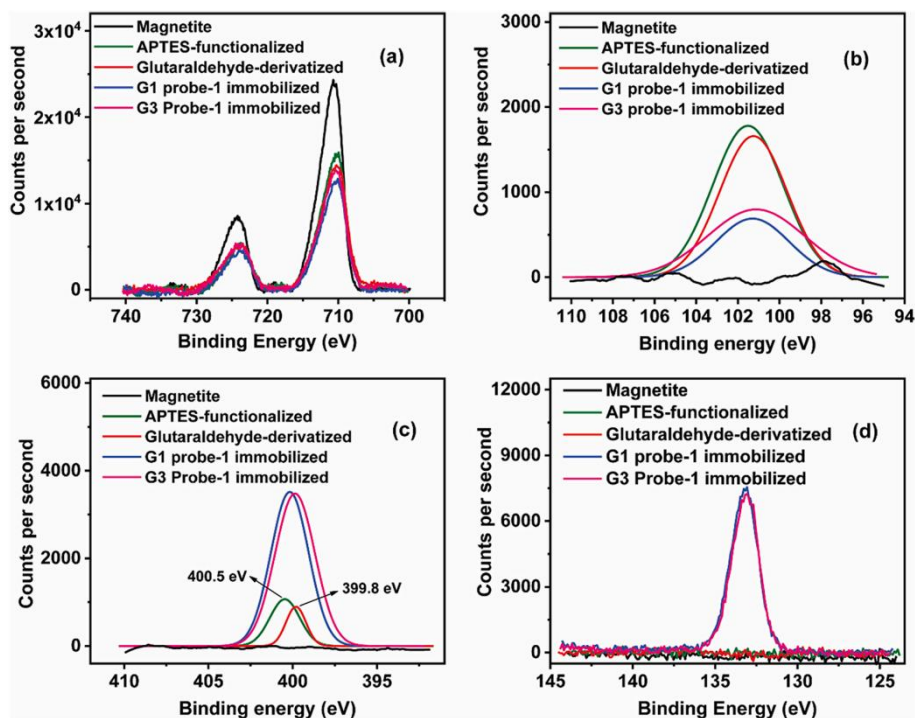 Magnetite
APTES-functionalized
Glutaraldehyde-derivatized
G1 probe-1 immobilized
G3 Probe-1 immobilized
(a)
Counts per second
3x10⁴
2x10⁴
1x10⁴
0
740 730 720 710 700
Binding Energy (eV)
Magnetite
APTES-functionalized
Glutaraldehyde-derivatized
G1 probe-1 immobilized
G3 probe-1 immobilized
(b)
Counts per second
3000
2000
1000
0
110 108 106 104 102 100 98 96 94
Binding energy (eV)
Magnetite
APTES-functionalized
Glutaraldehyde-derivatized
G1 probe-1 immobilized
G3 Probe-1 immobilized
(c)
Counts per second
6000
4000
2000
0
400.5 eV
399.8 eV
410 405 400 395
Binding energy (eV)
Magnetite
APTES-functionalized
Glutaraldehyde-derivatized
G1 probe-1 immobilized
G3 Probe-1 immobilized
(d)
Counts per second
12000
9000
6000
3000
0
145 140 135 130 125
Binding Energy (eV)